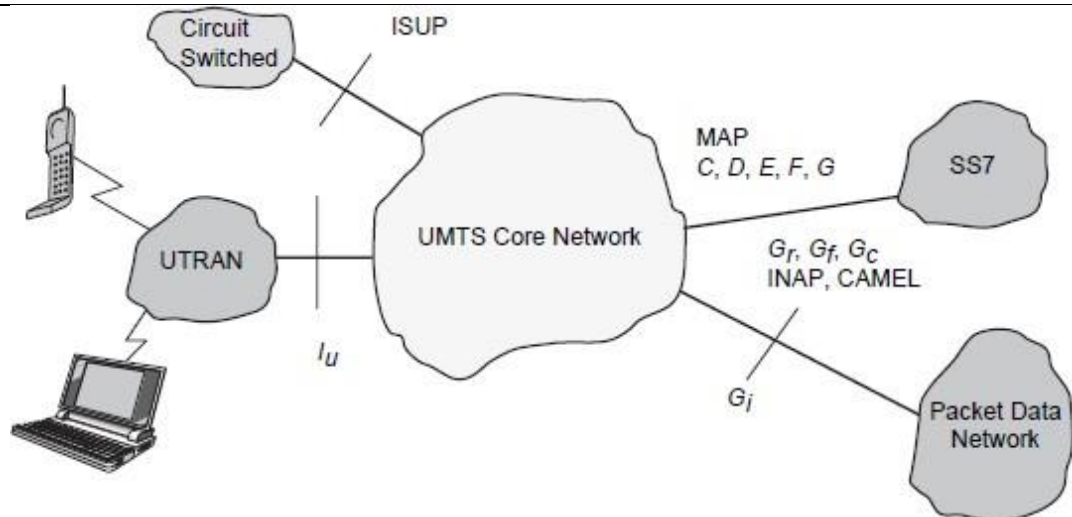 Circuit
Switched
ISUP
MAP
C, D, E, F, G
SS7
UMTS Core Network
UTRAN
Gr, Gf, Gc
INAP, CAMEL
Iu
Gi
Packet Data
Network